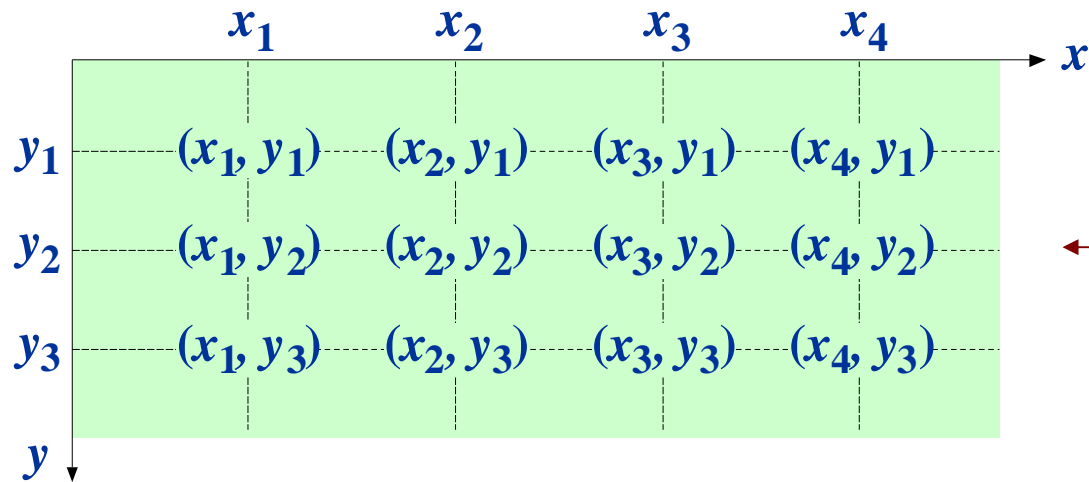 x₁ x₂ x₃ x₄
x
y₁ (x₁, y₁) (x₂, y₁) (x₃, y₁) (x₄, y₁)
y₂ (x₁, y₂) (x₂, y₂) (x₃, y₂) (x₄, y₂)
y₃ (x₁, y₃) (x₂, y₃) (x₃, y₃) (x₄, y₃)
y